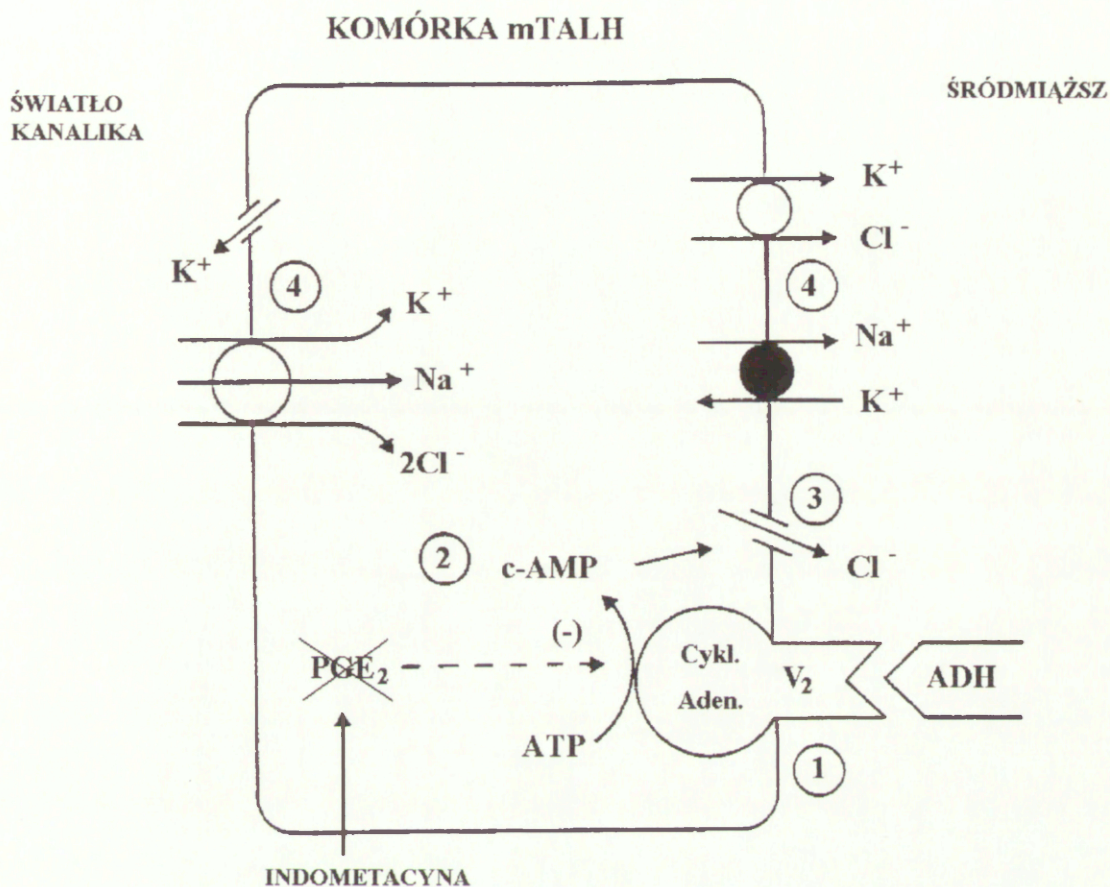 KOMÓRKA mTALH
ŚWIATŁO
KANALIKA
ŚRÓDMIĄŻSZ
K⁺
Cl⁻
K⁺
4
K⁺
4
Na⁺
Na⁺
K⁺
2Cl⁻
3
2
c-AMP
Cl⁻
(-)
PGE₂
Cykl.
Aden.
V₂
ADH
ATP
1
INDOMETACYNA